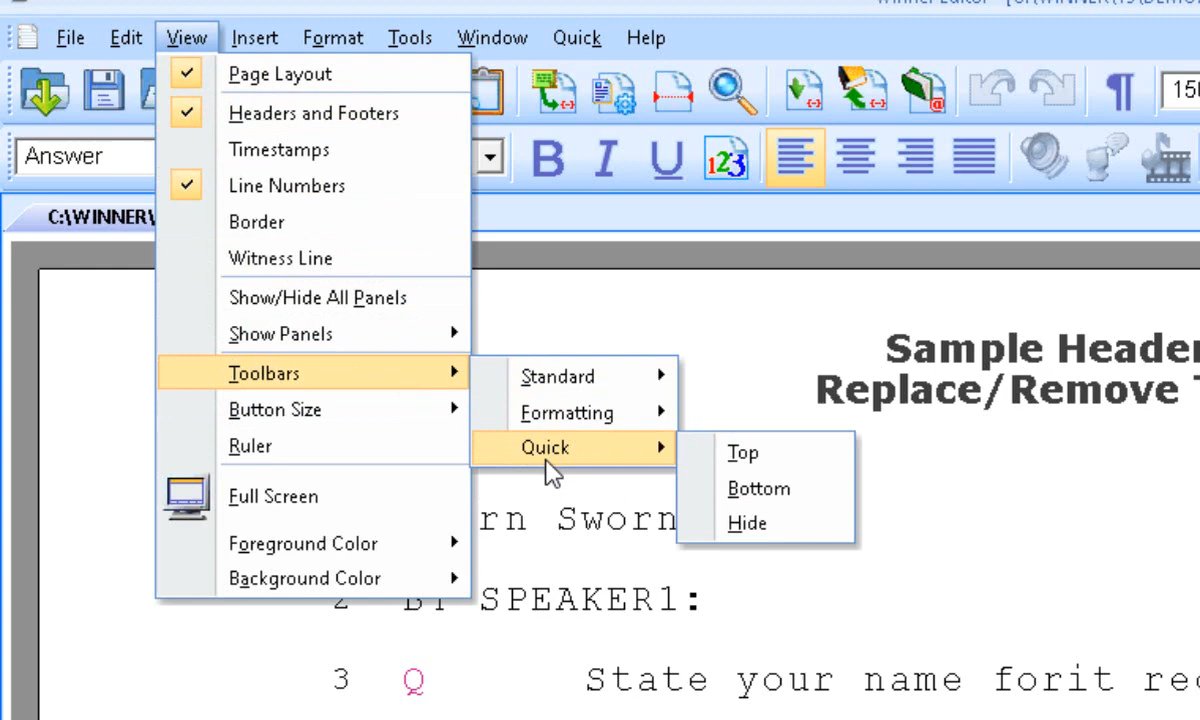 File Edit View Insert Format Tools Window Quick Help
Page Layout
Headers and Footers
Timestamps
Line Numbers
Border
Witness Line
Show/Hide All Panels
Show Panels
Toolbars
Button Size
Ruler
Full Screen
Foreground Color
Background Color
Standard
Formatting
Quick
Top
Bottom
Hide
Answer
123
C:\WINNER\
Sample Header
Replace/Remove
Sworn
2 BY SPEAKER1:
3 Q State your name forit